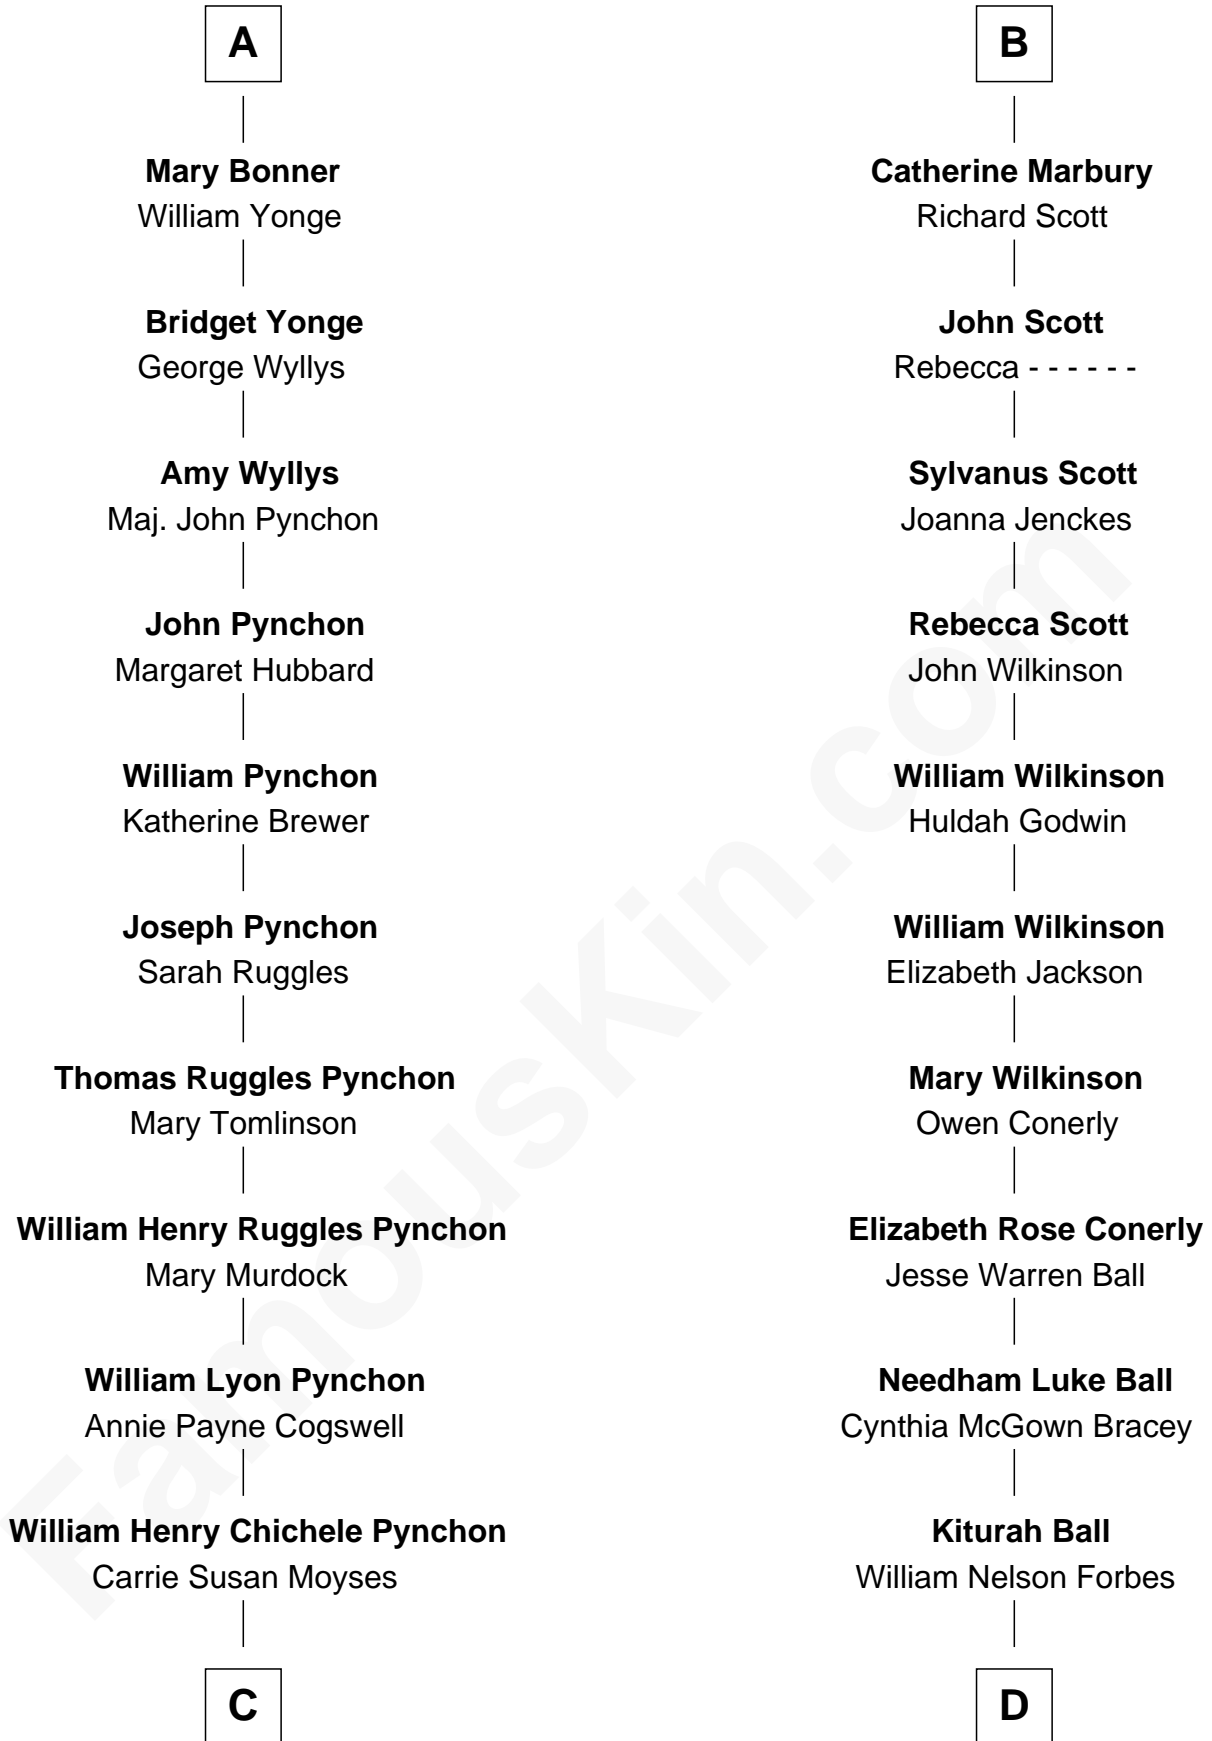 A
Mary Bonner
William Yonge
Bridget Yonge
George Wyllys
Amy Wyllys
Maj. John Pynchon
John Pynchon
Margaret Hubbard
William Pynchon
Katherine Brewer
Joseph Pynchon
Sarah Ruggles
Thomas Ruggles Pynchon
Mary Tomlinson
William Henry Ruggles Pynchon
Mary Murdock
William Lyon Pynchon
Annie Payne Cogswell
William Henry Chichele Pynchon
Carrie Susan Moyses
C
B
Catherine Marbury
Richard Scott
John Scott
Rebecca - - - - - -
Sylvanus Scott
Joanna Jenckes
Rebecca Scott
John Wilkinson
William Wilkinson
Huldah Godwin
William Wilkinson
Elizabeth Jackson
Mary Wilkinson
Owen Conerly
Elizabeth Rose Conerly
Jesse Warren Ball
Needham Luke Ball
Cynthia McGown Bracey
Kiturah Ball
William Nelson Forbes
D
FamousKin.com